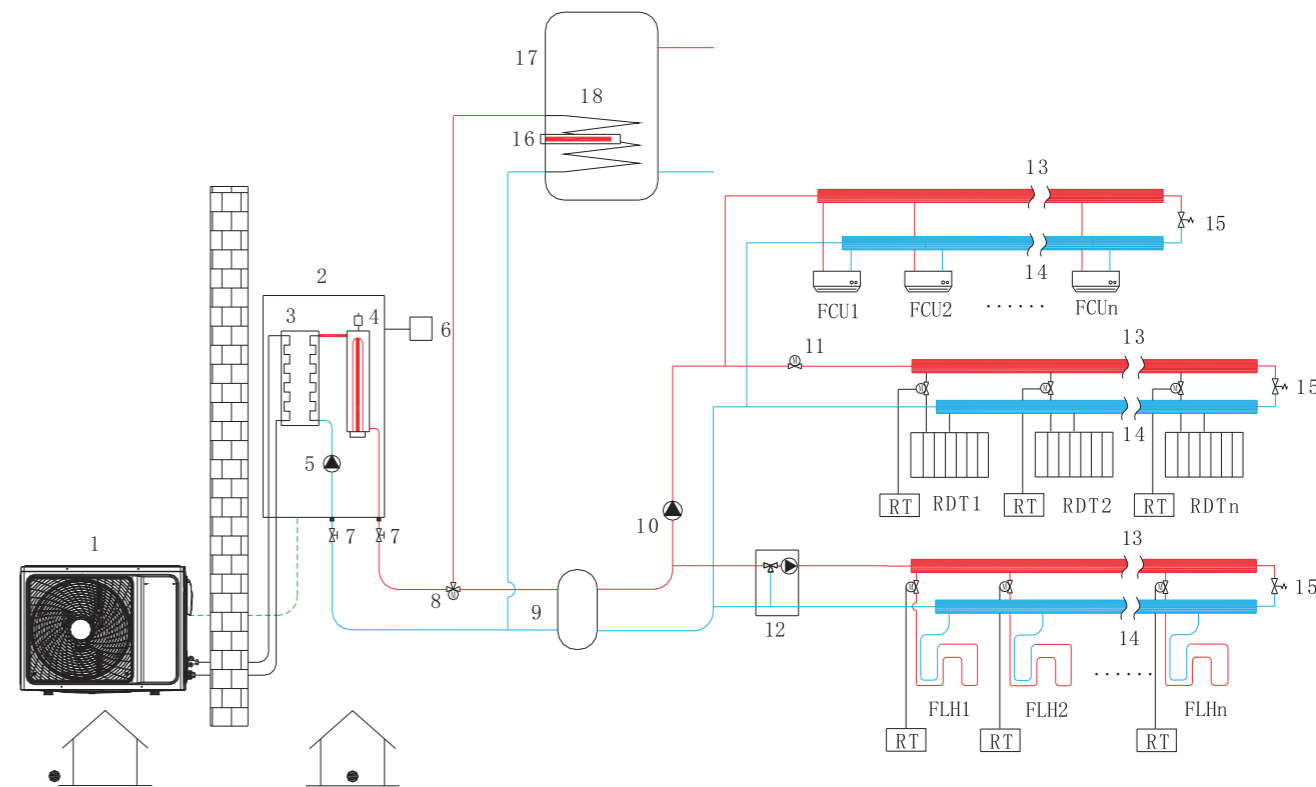 17
18
16
13
15
14
FCU1
FCU2
......
FCUn
2
3
4
6
5
7
7
1
8
9
10
11
M
13
15
M
M
M
14
RT
RDT1
RT
RDT2
RT
RDTn
12
13
15
M
M
M
M
14
......
FLH1
FLH2
FLHn
RT
RT
RT